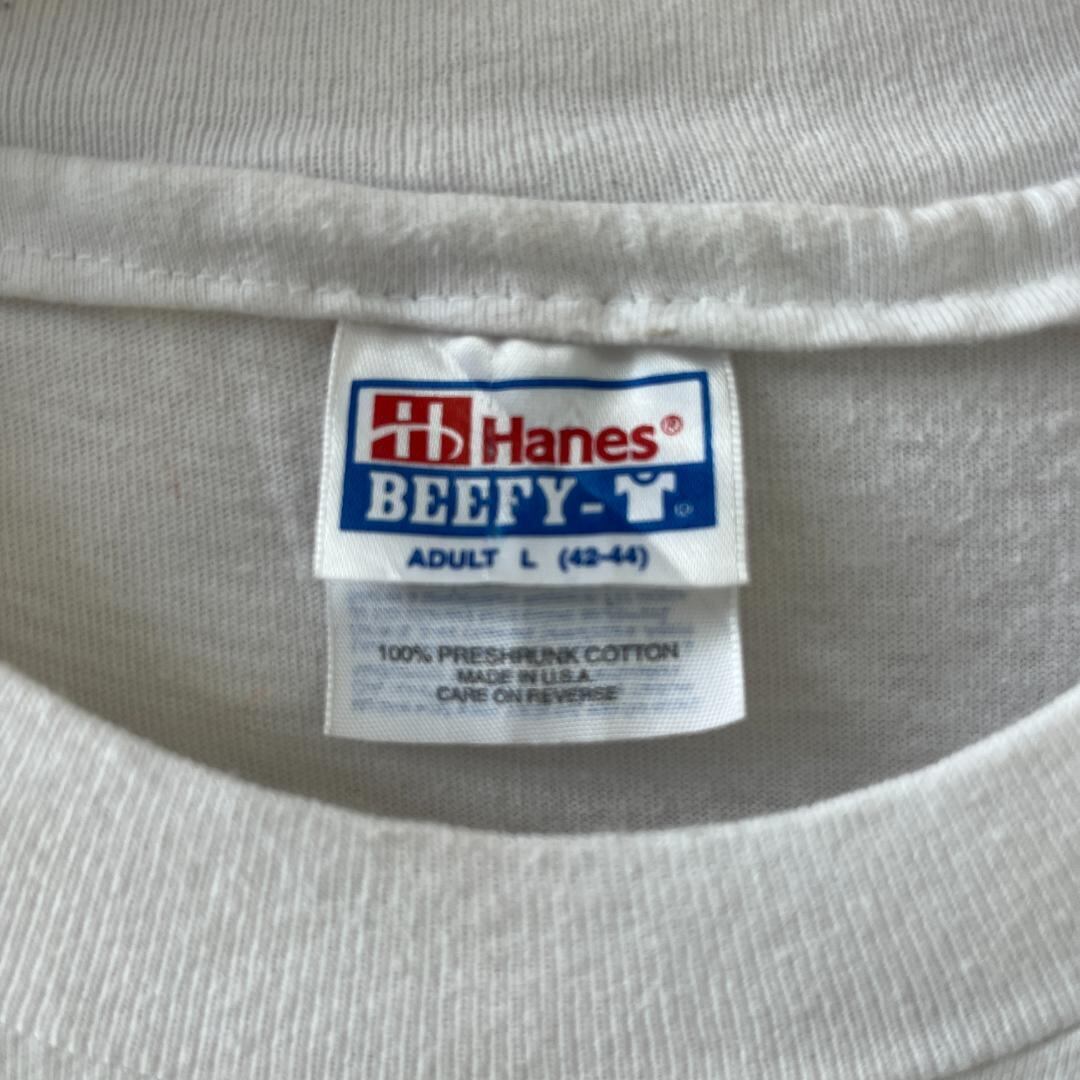 Hanes®
BEEFY-
ADULT L (42-44)
100% PRESHRUNK COTTON
MADE IN U.S.A.
CARE ON REVERSE